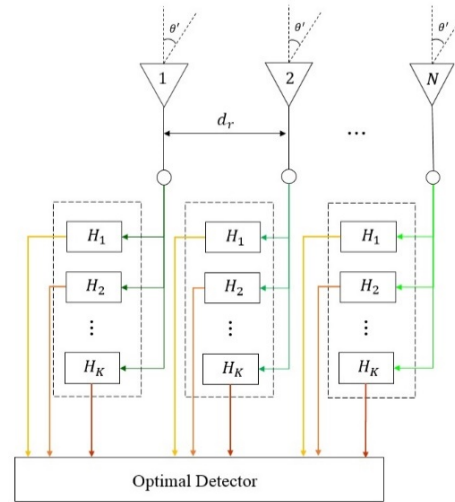 θ′ θ′ θ′
1 2 N
d_r
...
H_1 H_1 H_1
H_2 H_2 H_2
⋮ ⋮ ⋮
H_K H_K H_K
Optimal Detector